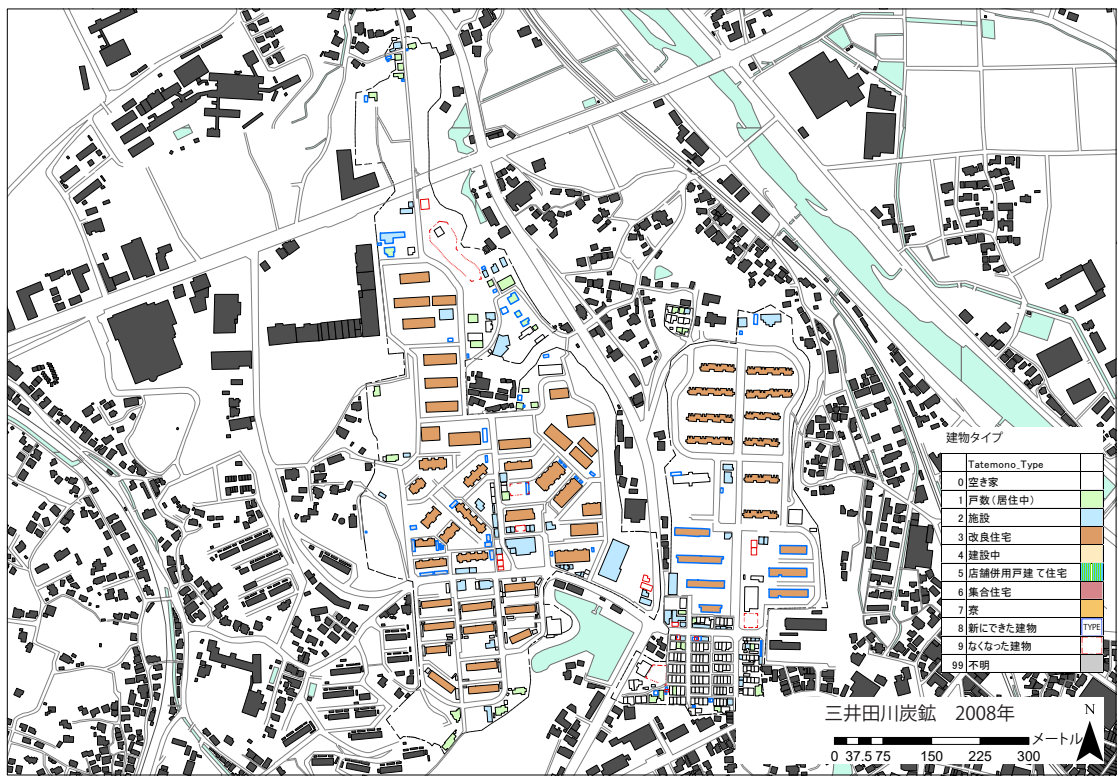 建物タイプ
Tatemono_Type
0 空き家
1 戸数(居住中)
2 施設
3 改良住宅
4 建設中
5 店舗併用戸建て住宅
6 集合住宅
7 寮
8 新にできた建物 TYPE
9 なくなった建物
99 不明
三井田川炭鉱 2008年
N
メートル
0 37.5 75 150 225 300